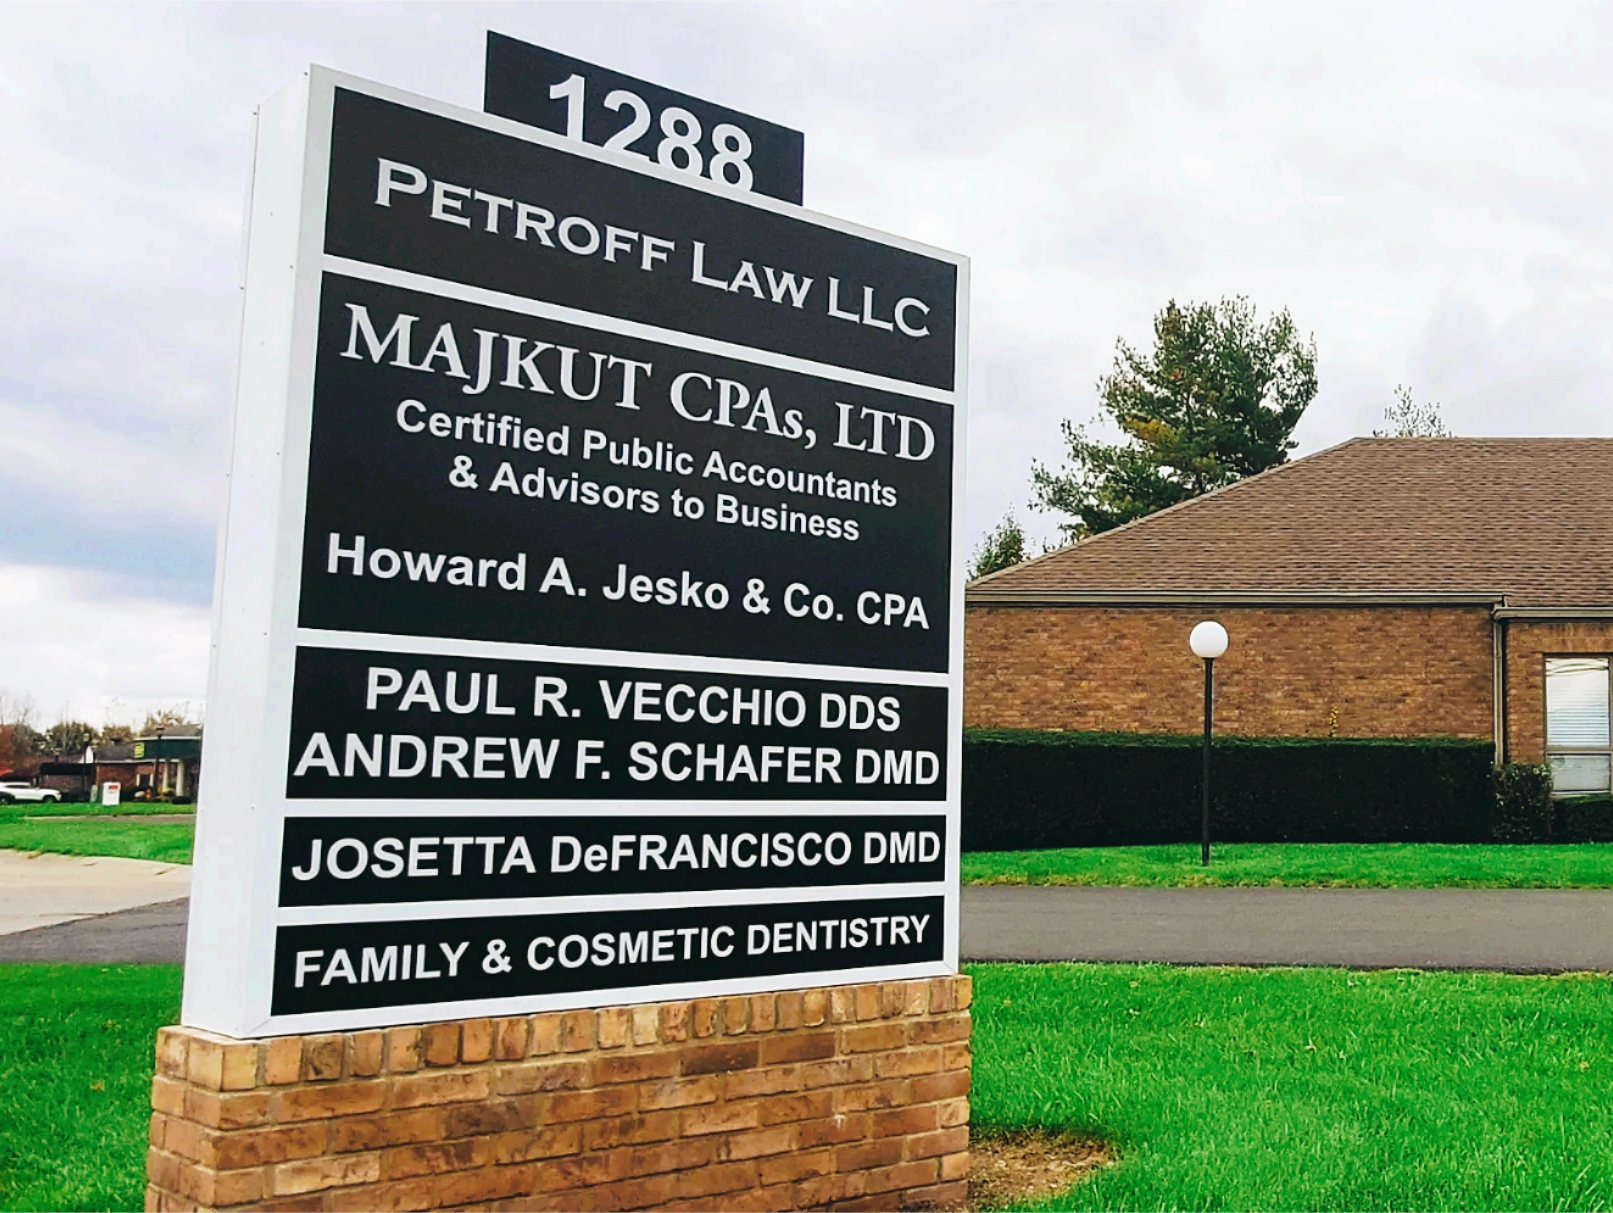 1288
PETROFF LAW LLC
MAJKUT CPAs, LTD
Certified Public Accountants
& Advisors to Business
Howard A. Jesko & Co. CPA
PAUL R. VECCHIO DDS
ANDREW F. SCHAFER DMD
JOSETTA DeFRANCISCO DMD
FAMILY & COSMETIC DENTISTRY